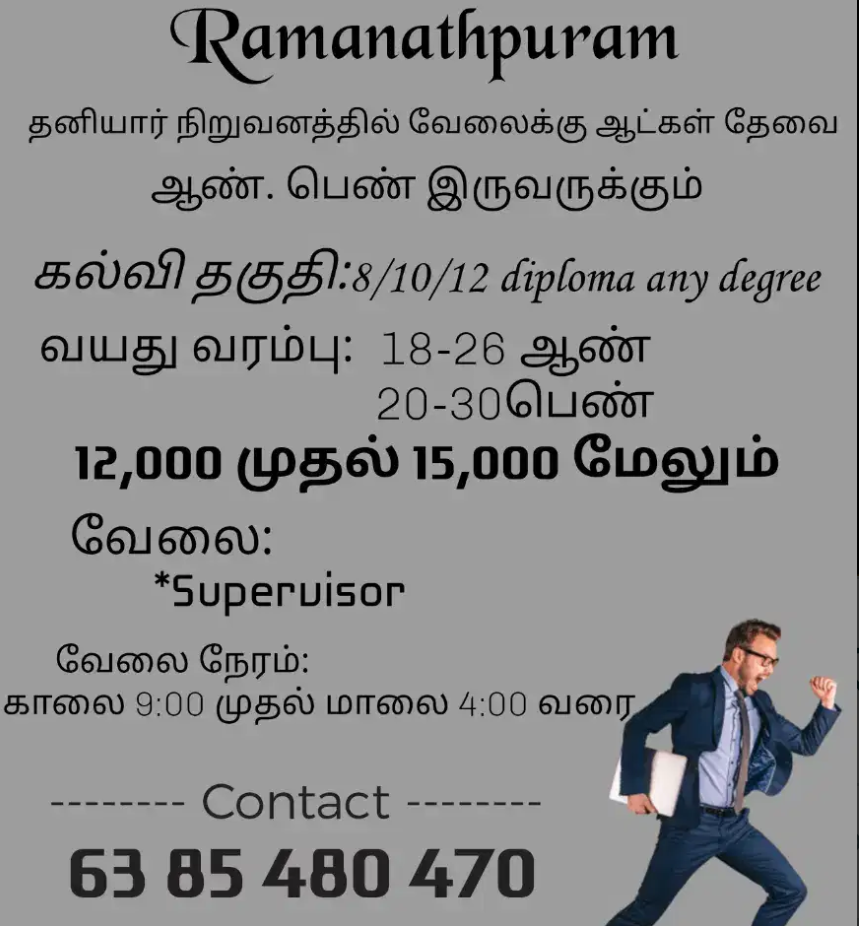 Ramanathpuram
தனியார் நிறுவனத்தில் வேலைக்கு ஆட்கள் தேவை
ஆண். பெண் இருவருக்கும்
கல்வி தகுதி:8/10/12 diploma any degree
வயது வரம்பு: 18-26 ஆண்
20-30பெண்
12,000 முதல் 15,000 மேலும்
வேலை:
*Supervisor
வேலை நேரம்:
காலை 9:00 முதல் மாலை 4:00 வரை
-------- Contact --------
63 85 480 470